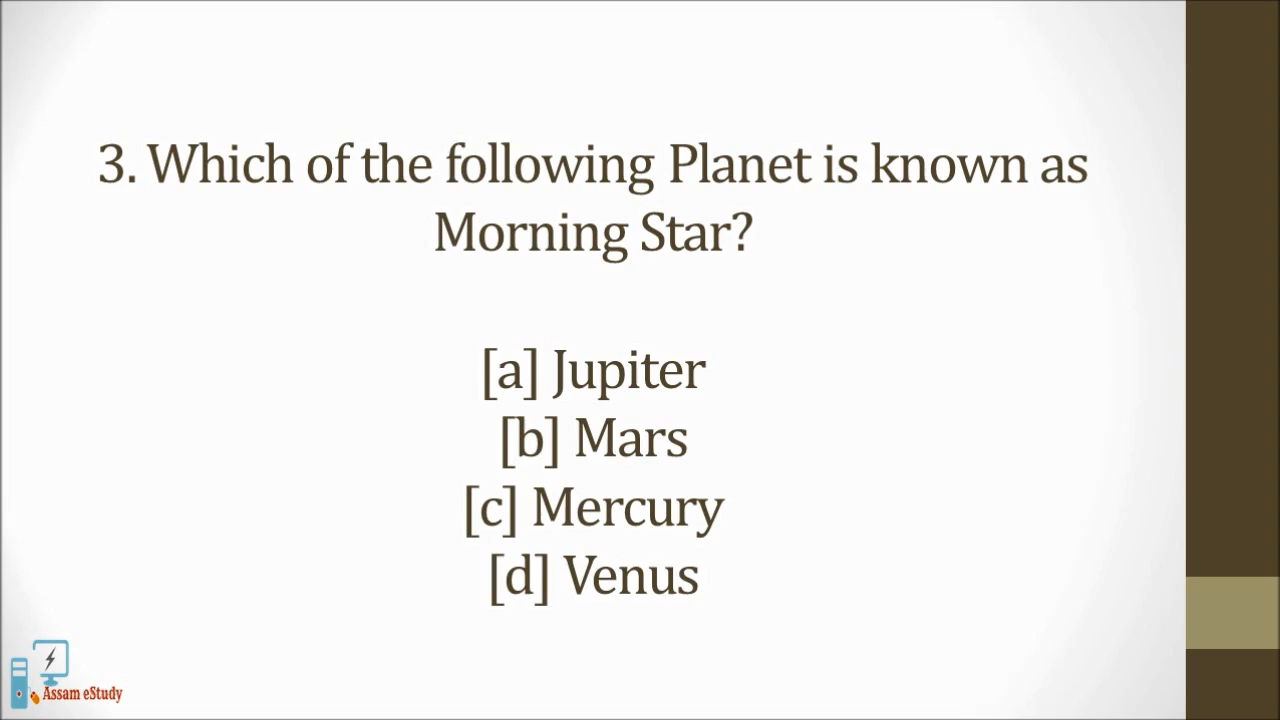 3. Which of the following Planet is known as
Morning Star?
[a] Jupiter
[b] Mars
[c] Mercury
[d] Venus
Assam eStudy